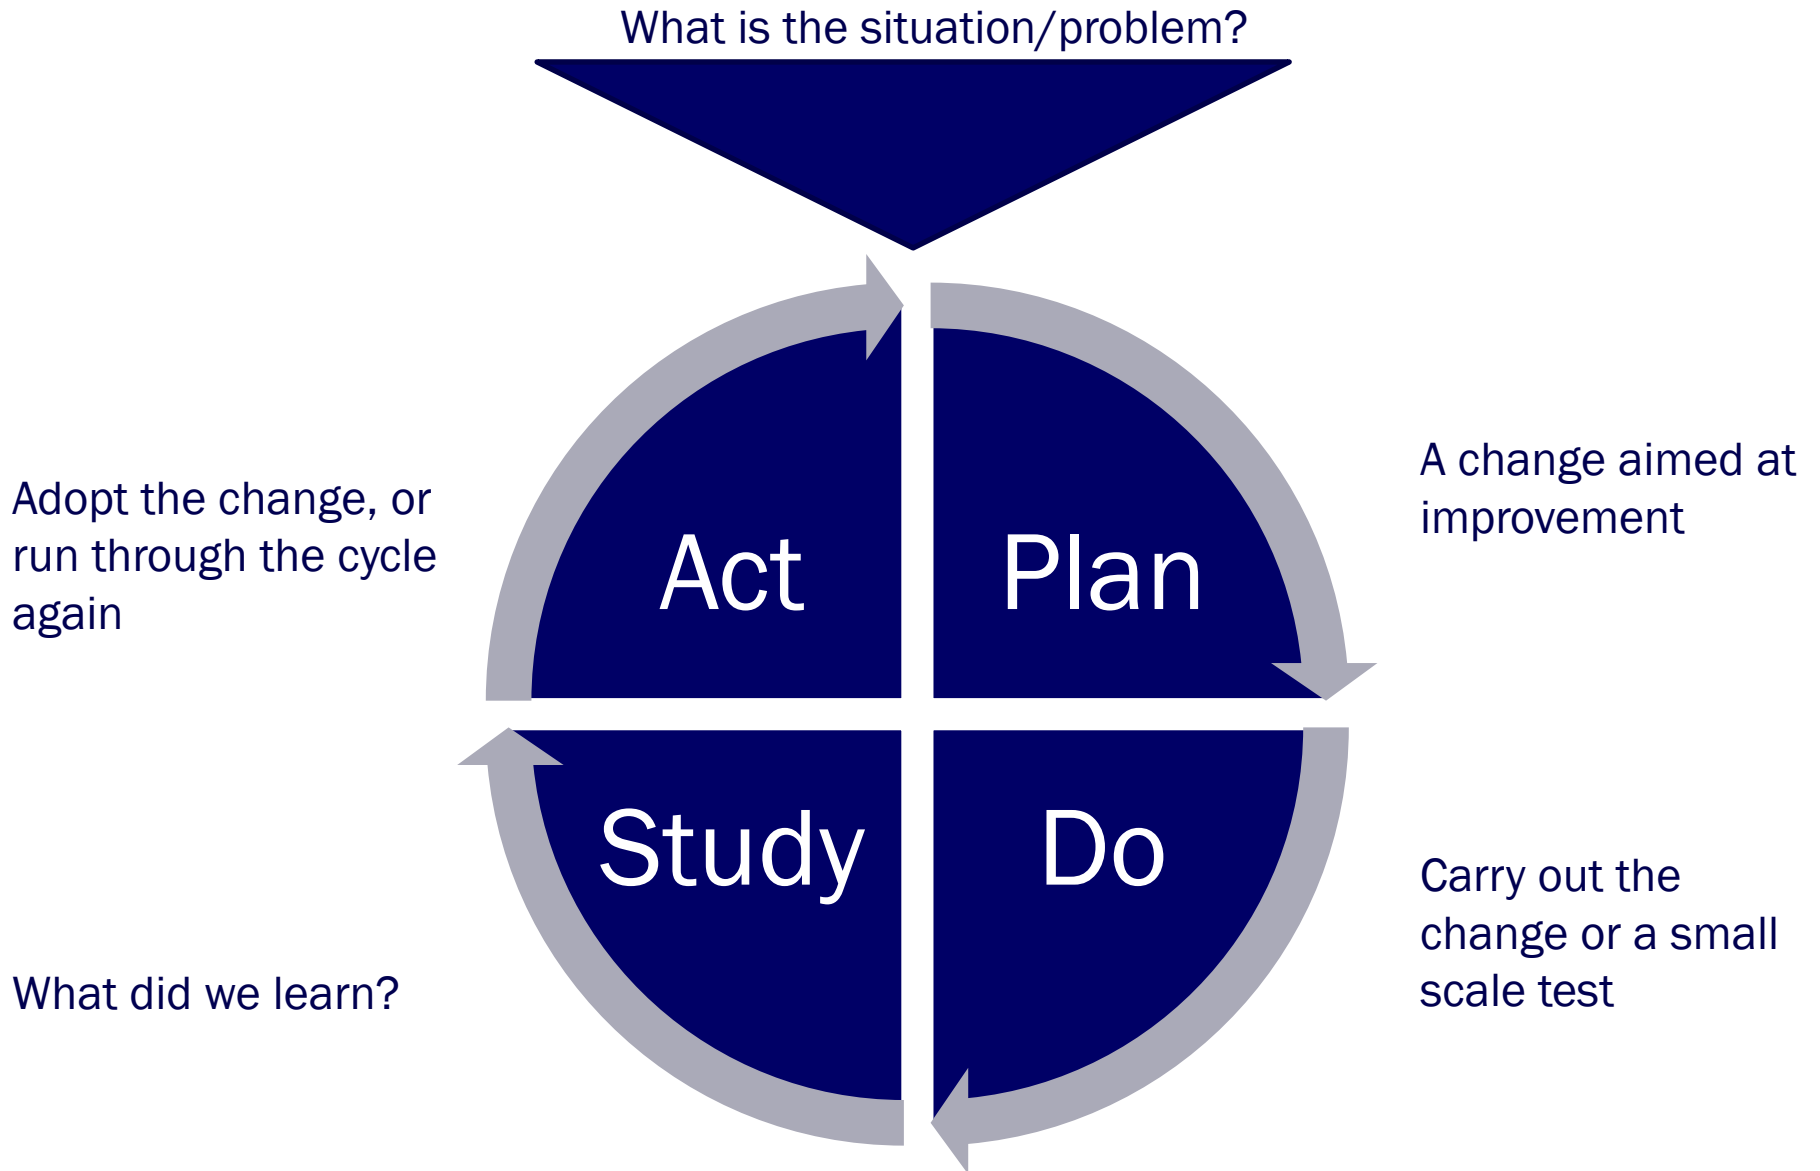 What is the situation/problem?
Act
Plan
Study
Do
A change aimed at
improvement
Carry out the
change or a small
scale test
What did we learn?
Adopt the change, or
run through the cycle
again